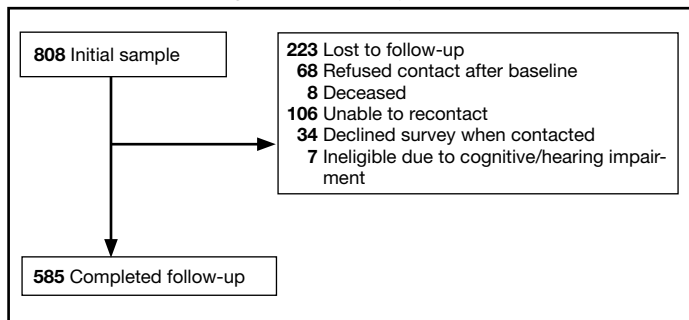 808 Initial sample
223 Lost to follow-up
68 Refused contact after baseline
8 Deceased
106 Unable to recontact
34 Declined survey when contacted
7 Ineligible due to cognitive/hearing impair-
ment
585 Completed follow-up